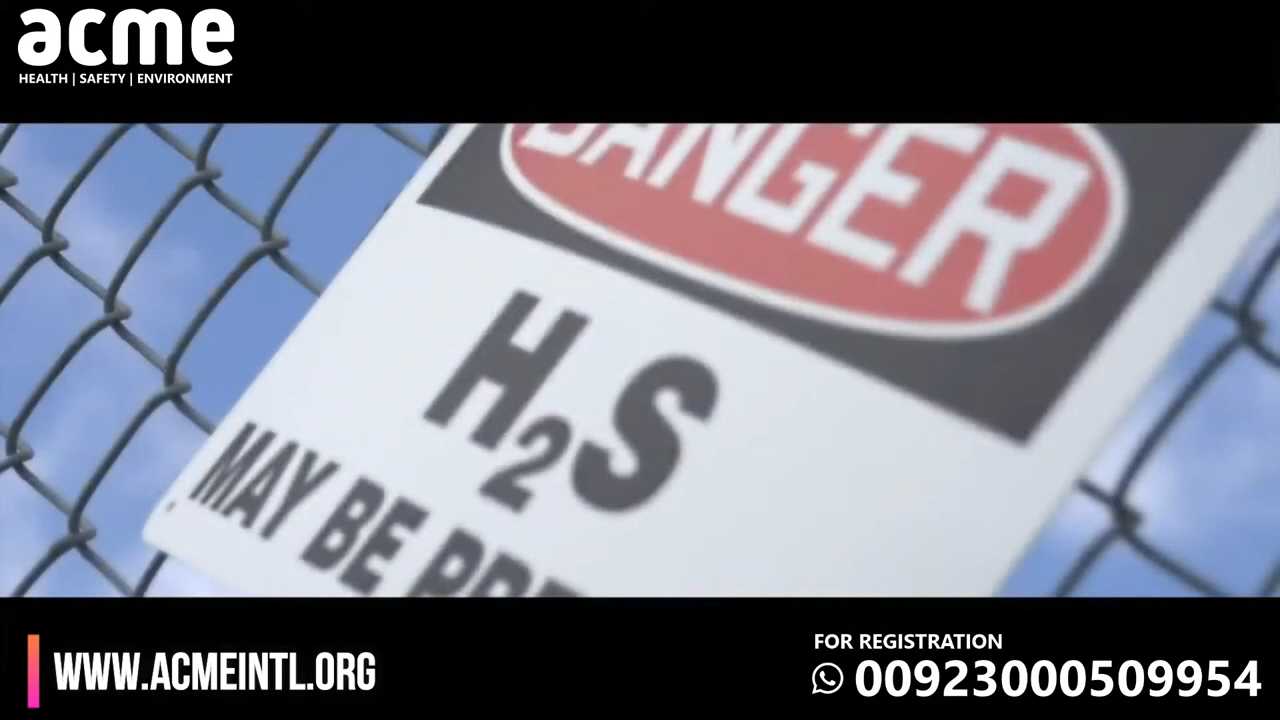 acme
HEALTH | SAFETY | ENVIRONMENT
DANGER
H₂S
MAY BE
WWW.ACMEINTL.ORG
FOR REGISTRATION
00923000509954